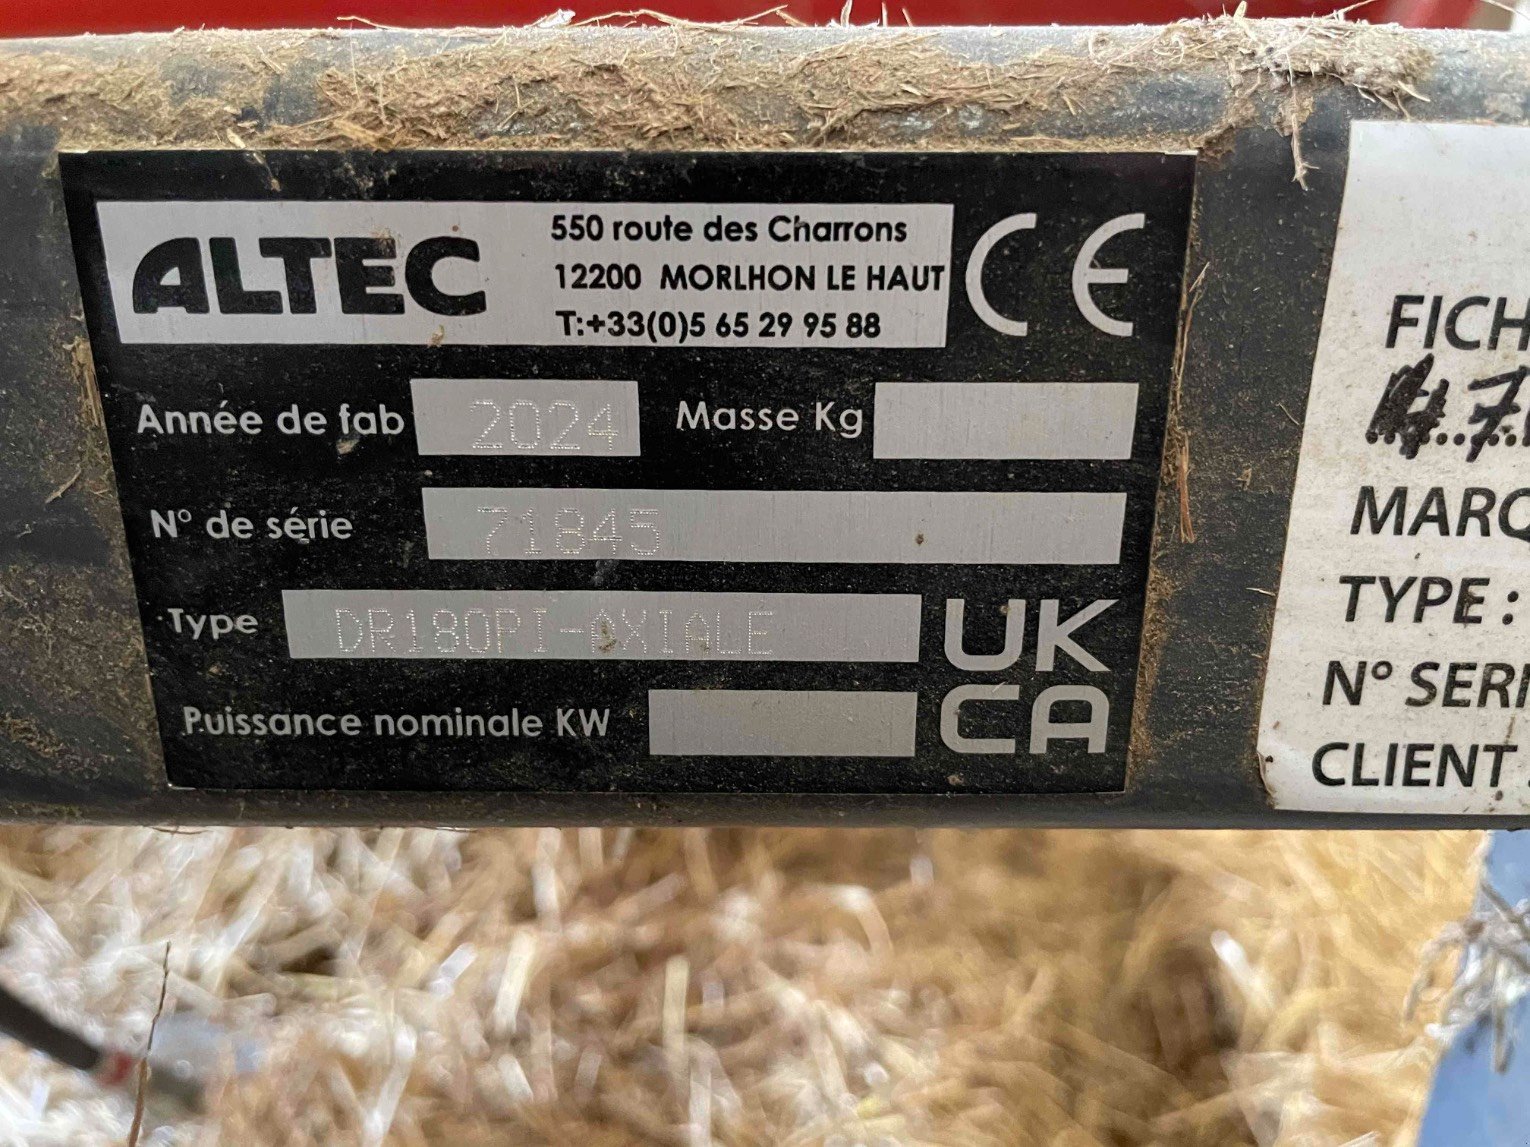 ALTEC
550 route des Charrons
12200 MORLHON LE HAUT
T:+33(0)5 65 29 95 88
CE
Année de fab 2024 Masse Kg
N° de série 71845
Type DR180PI-AXIALE
UK
CA
Puissance nominale KW
FICH
MARQ
TYPE :
N° SERI
CLIENT